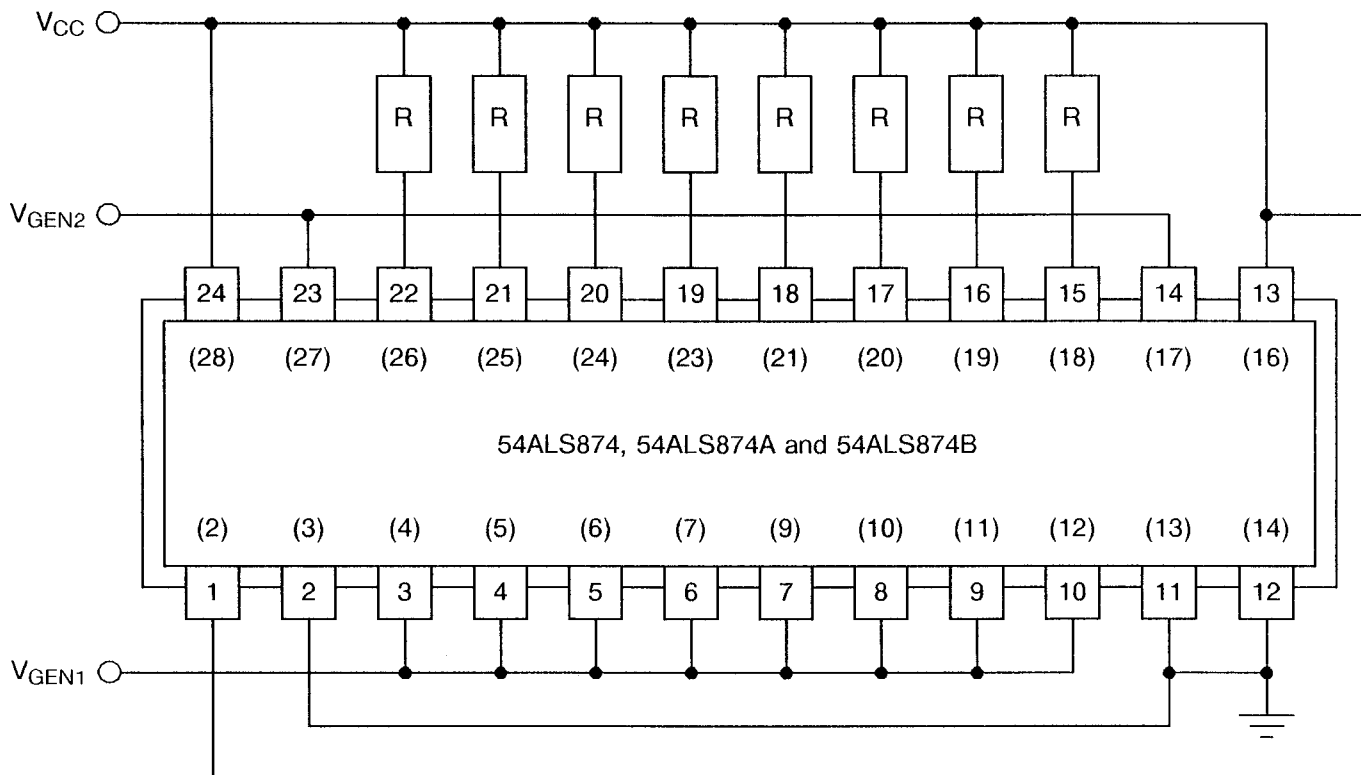 VCC
R R R R R R R R
VGEN2
24 23 22 21 20 19 18 17 16 15 14 13
(28) (27) (26) (25) (24) (23) (21) (20) (19) (18) (17) (16)
54ALS874, 54ALS874A and 54ALS874B
(2) (3) (4) (5) (6) (7) (9) (10) (11) (12) (13) (14)
1 2 3 4 5 6 7 8 9 10 11 12
VGEN1